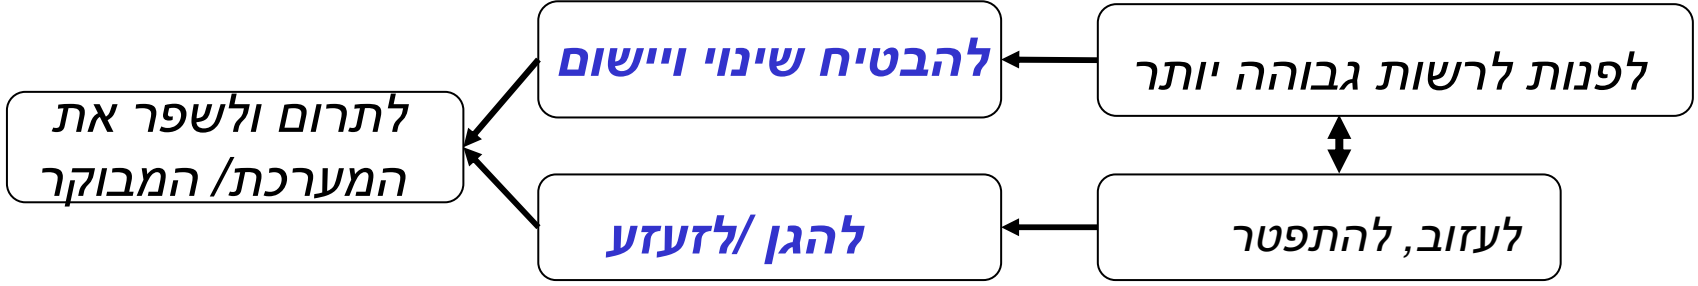 לפנות לרשות גבוהה יותר
להבטיח שינוי ויישום
לתרום ולשפר את
המערכת/ המבוקר
לעזוב, להתפטר
להגן /לזעזע